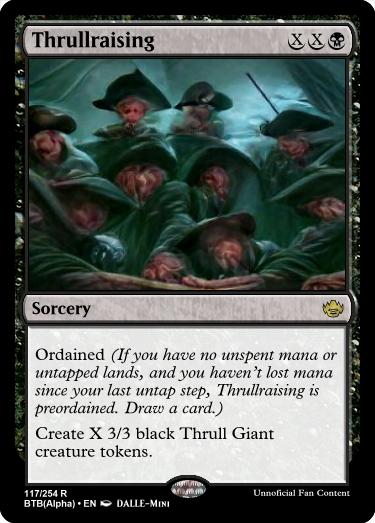 Thrullraising XX
Sorcery
Ordained (If you have no unspent mana or
untapped lands, and you haven't lost mana
since your last untap step, Thrullraising is
preordained. Draw a card.)
Create X 3/3 black Thrull Giant
creature tokens.
117/254 R
BTB(Alpha) • EN DALLE-MINI
Unofficial Fan Content